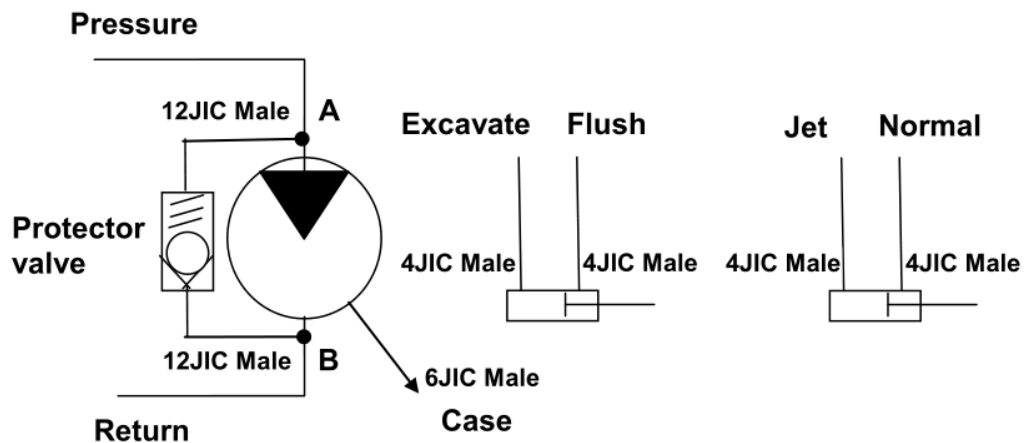 Pressure
12JIC Male
A
Excavate
Flush
Jet
Normal
Protector
valve
4JIC Male
4JIC Male
4JIC Male
4JIC Male
12JIC Male
B
6JIC Male
Case
Return